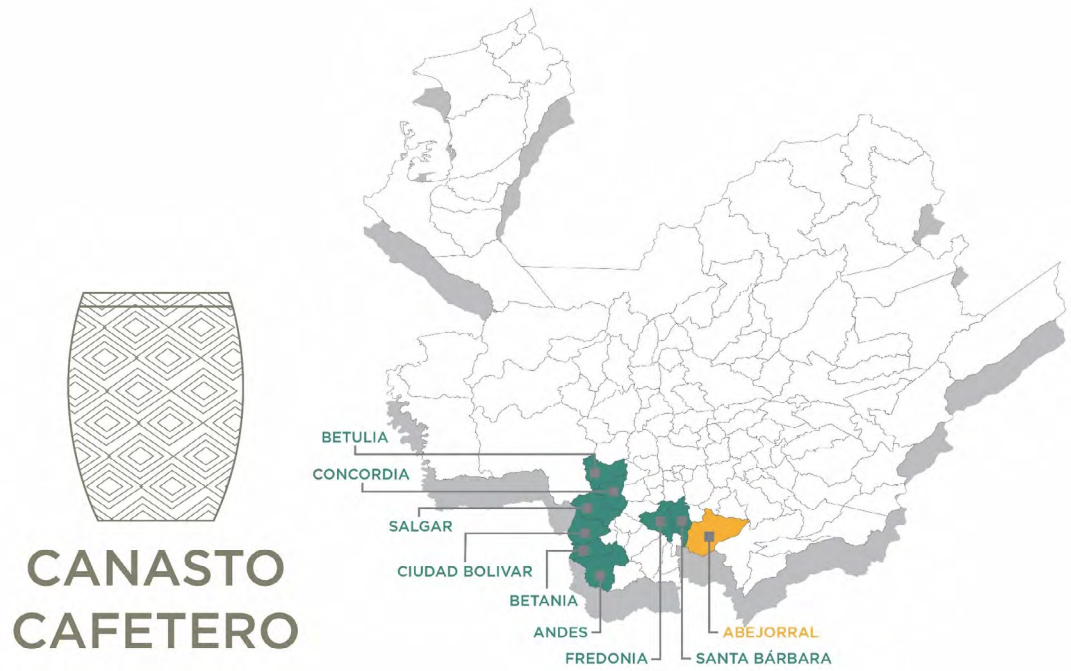 BETULIA
CONCORDIA
SALGAR
CIUDAD BOLIVAR
BETANIA
ANDES
FREDONIA
SANTA BÁRBARA
ABEJORRAL
CANASTO
CAFETERO